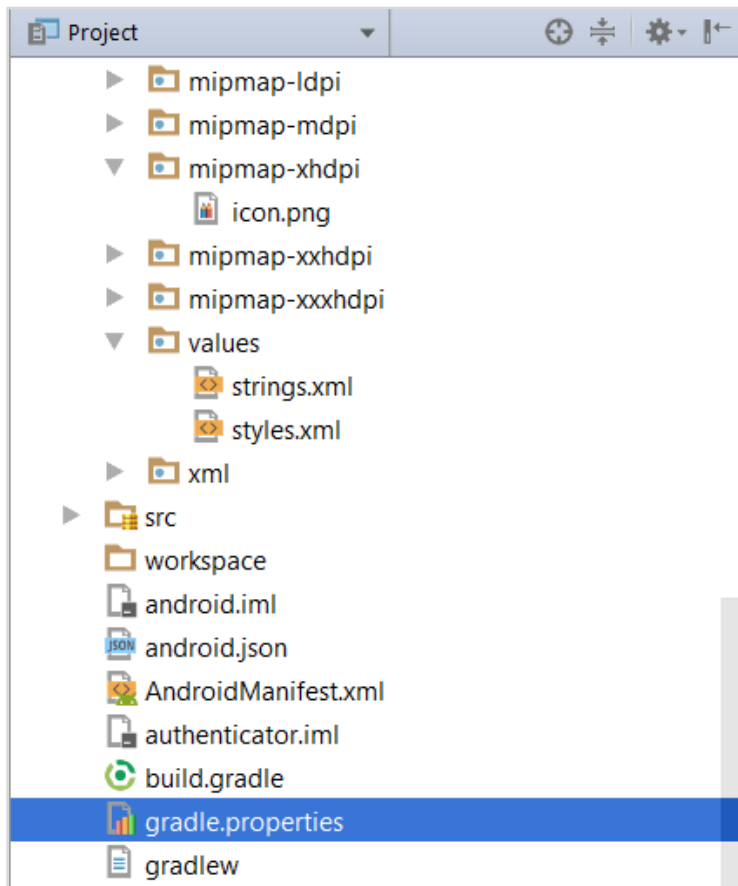 Project
mipmap-ldpi
mipmap-mdpi
mipmap-xhdpi
icon.png
mipmap-xxhdpi
mipmap-xxxhdpi
values
strings.xml
styles.xml
xml
src
workspace
android.iml
JSON android.json
AndroidManifest.xml
authenticator.iml
build.gradle
gradle.properties
gradlew